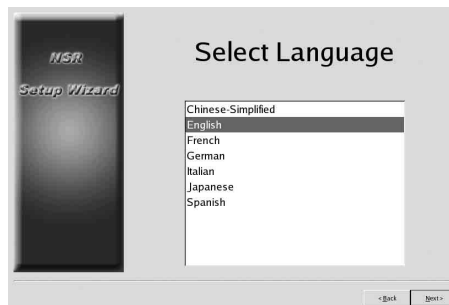 NSR
Setup Wizard
Select Language
Chinese-Simplified
English
French
German
Italian
Japanese
Spanish
< Back
Next >